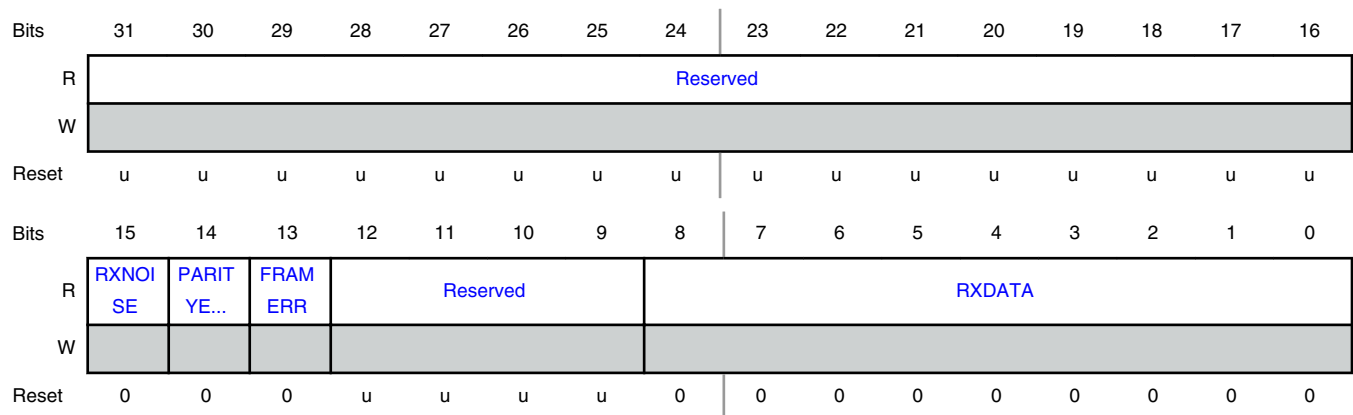 Bits 31 30 29 28 27 26 25 24 23 22 21 20 19 18 17 16
R Reserved
W
Reset u u u u u u u u u u u u u u u u
Bits 15 14 13 12 11 10 9 8 7 6 5 4 3 2 1 0
RXNOI PARIT FRAM
R Reserved RXDATA
SE YE... ERR
W
Reset 0 0 0 u u u u 0 0 0 0 0 0 0 0 0